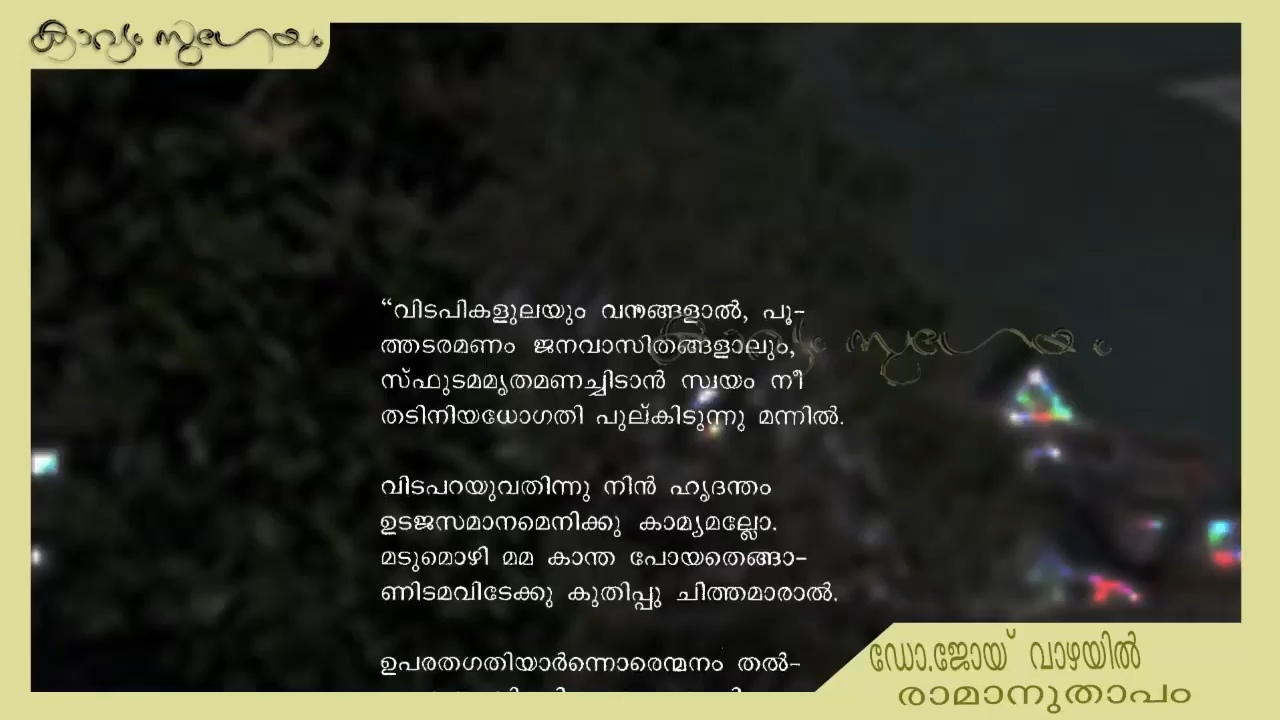 കാവ്യം സുഗേയം
“വിടപികളുലയും വനങ്ങളാൽ, പൂ-
ത്തടരമണം ജനവാസിതങ്ങളാലും,
സ്ഫുടമമൃതമണച്ചിടാൻ സ്വയം നീ
തടിനിയധോഗതി പുല്കിടുന്നു മന്നിൽ.
വിടപറയുവതിന്നു നിൻ ഹൃദന്തം
ഉടജസമാനമെനിക്കു കാമ്യമല്ലോ.
മടുമൊഴി മമ കാന്ത പോയതെങ്ങാ-
ണിടമവിടേക്കു കുതിപ്പു ചിത്തമാരാൽ.
ഉപരതഗതിയാർന്നൊരെന്മനം തൽ-
കാവ്യം സുഗേയം
ഡോ.ജോയ് വാഴയിൽ
രാമാനുതാപം